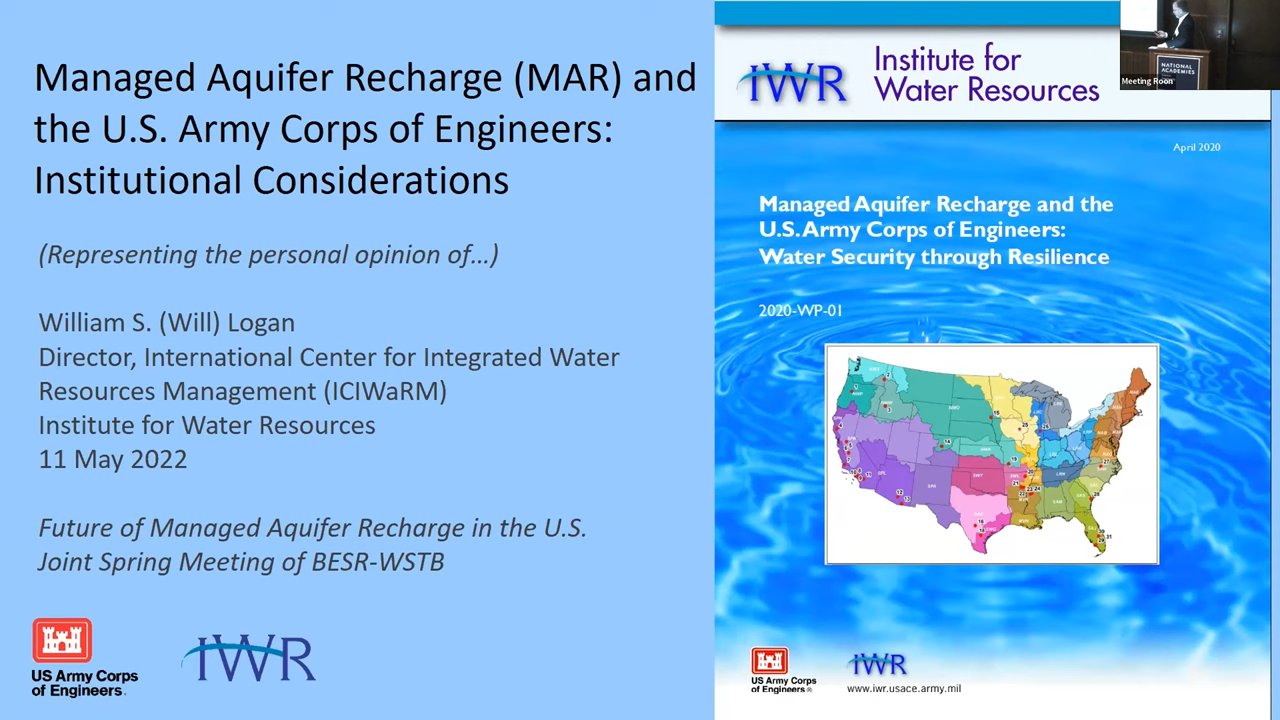 Managed Aquifer Recharge (MAR) and
the U.S. Army Corps of Engineers:
Institutional Considerations
(Representing the personal opinion of...)
William S. (Will) Logan
Director, International Center for Integrated Water
Resources Management (ICIWaRM)
Institute for Water Resources
11 May 2022
Future of Managed Aquifer Recharge in the U.S.
Joint Spring Meeting of BESR-WSTB
US Army Corps
of Engineers.
IWR
IWR
Institute for
Water Resources
April 2020
Managed Aquifer Recharge and the
U.S. Army Corps of Engineers:
Water Security through Resilience
2020-WP-01
US Army Corps
of Engineers®
IWR
www.iwr.usace.army.mil
Meeting Room
NATIONAL
ACADEMIES